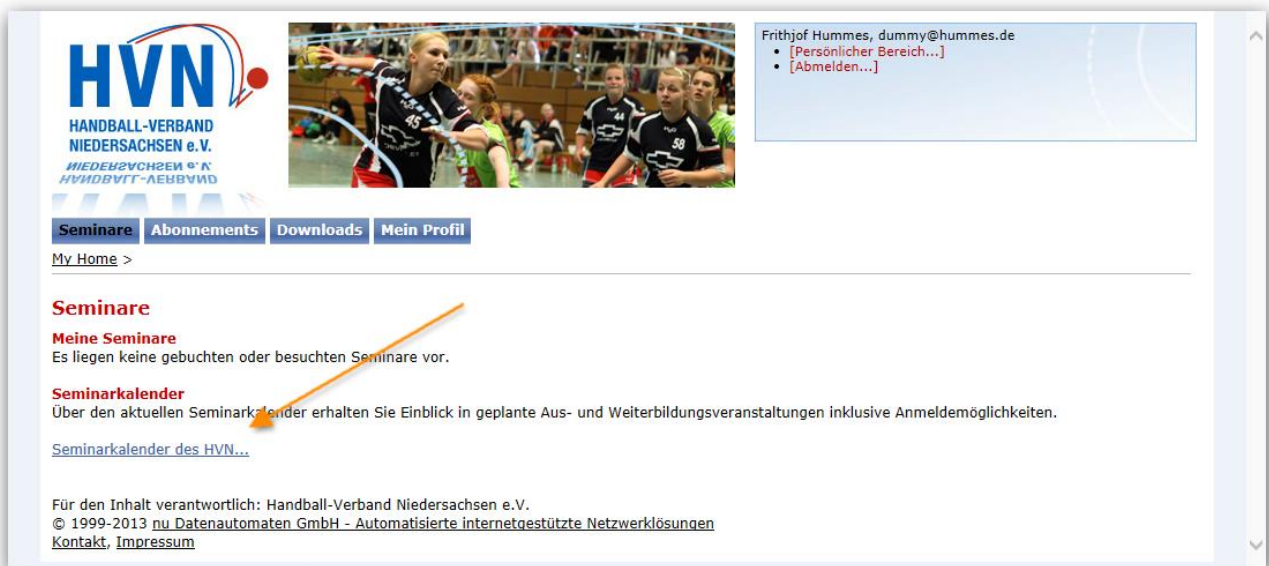 HVN
HANDBALL-VERBAND
NIEDERSACHSEN e.V.
45
44
58
Frithjof Hummes, dummy@hummes.de
• [Persönlicher Bereich...]
• [Abmelden...]
Seminare Abonnements Downloads Mein Profil
My Home >
Seminare
Meine Seminare
Es liegen keine gebuchten oder besuchten Seminare vor.
Seminarkalender
Über den aktuellen Seminarkalender erhalten Sie Einblick in geplante Aus- und Weiterbildungsveranstaltungen inklusive Anmeldemöglichkeiten.
Seminarkalender des HVN...
Für den Inhalt verantwortlich: Handball-Verband Niedersachsen e.V.
© 1999-2013 nu Datenautomaten GmbH - Automatisierte internetgestützte Netzwerklösungen
Kontakt, Impressum